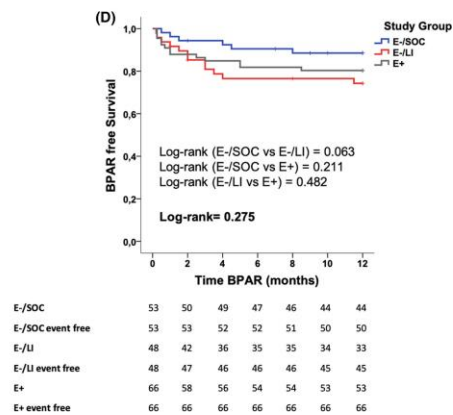 (D)
Study Group
E-/SOC
E-/LI
E+
BPAR free Survival
1,0
0,8
0,6
0,4
0,2
0,0
Log-rank (E-/SOC vs E-/LI) = 0.063
Log-rank (E-/SOC vs E+) = 0.211
Log-rank (E-/LI vs E+) = 0.482
Log-rank= 0.275
0 2 4 6 8 10 12
Time BPAR (months)
E-/SOC 53 50 49 47 46 44 44
E-/SOC event free 53 53 52 52 51 50 50
E-/LI 48 42 36 35 35 34 33
E-/LI event free 48 47 46 46 46 45 45
E+ 66 58 56 54 54 53 53
E+ event free 66 66 66 66 66 66 66